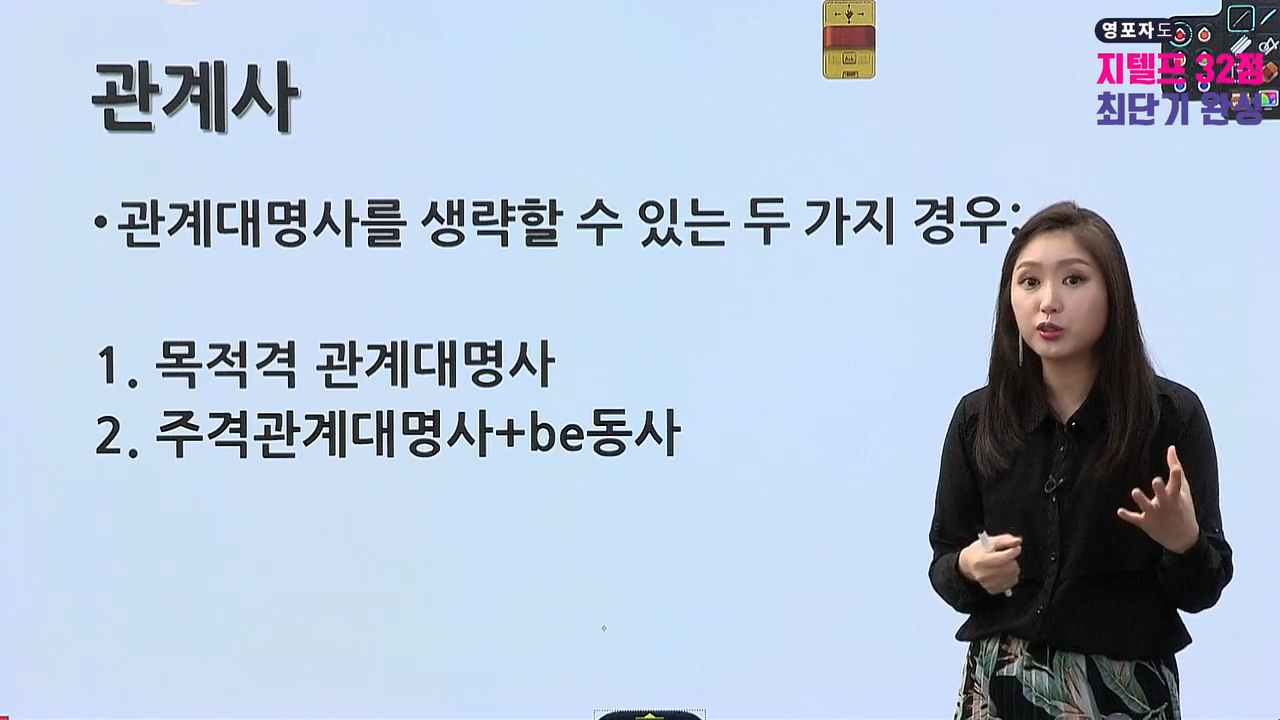 관계사
영포자도
지텔프 32점
최단기 완성
•관계대명사를 생략할 수 있는 두 가지 경우:
1. 목적격 관계대명사
2. 주격관계대명사+be동사